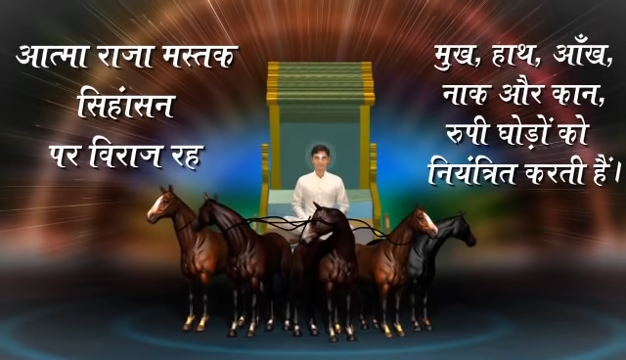 आत्मा राजा मस्तक
सिहांसन
पर विराज रह
मुख, हाथ, आँख,
नाक और कान,
रुपी घोड़ों को
नियंत्रित करती हैं।